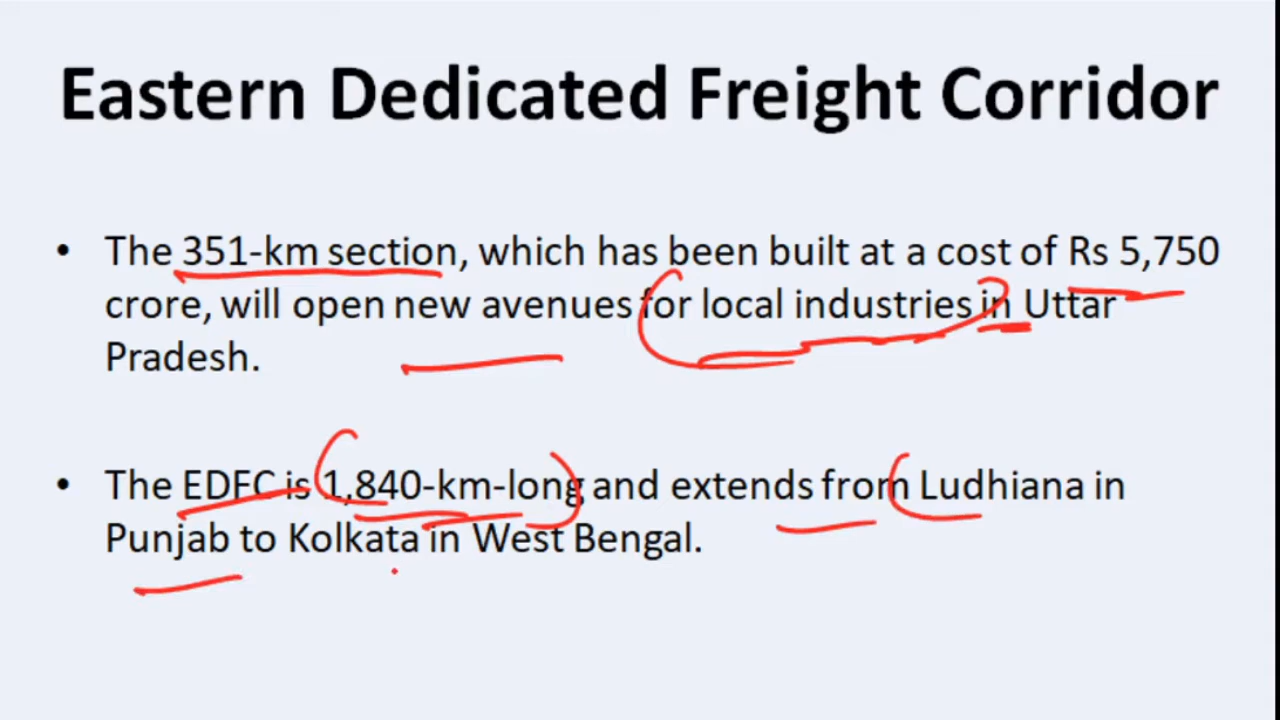 Eastern Dedicated Freight Corridor
• The 351-km section, which has been built at a cost of Rs 5,750
crore, will open new avenues for local industries in Uttar
Pradesh.
• The EDFC is 1,840-km-long and extends from Ludhiana in
Punjab to Kolkata in West Bengal.